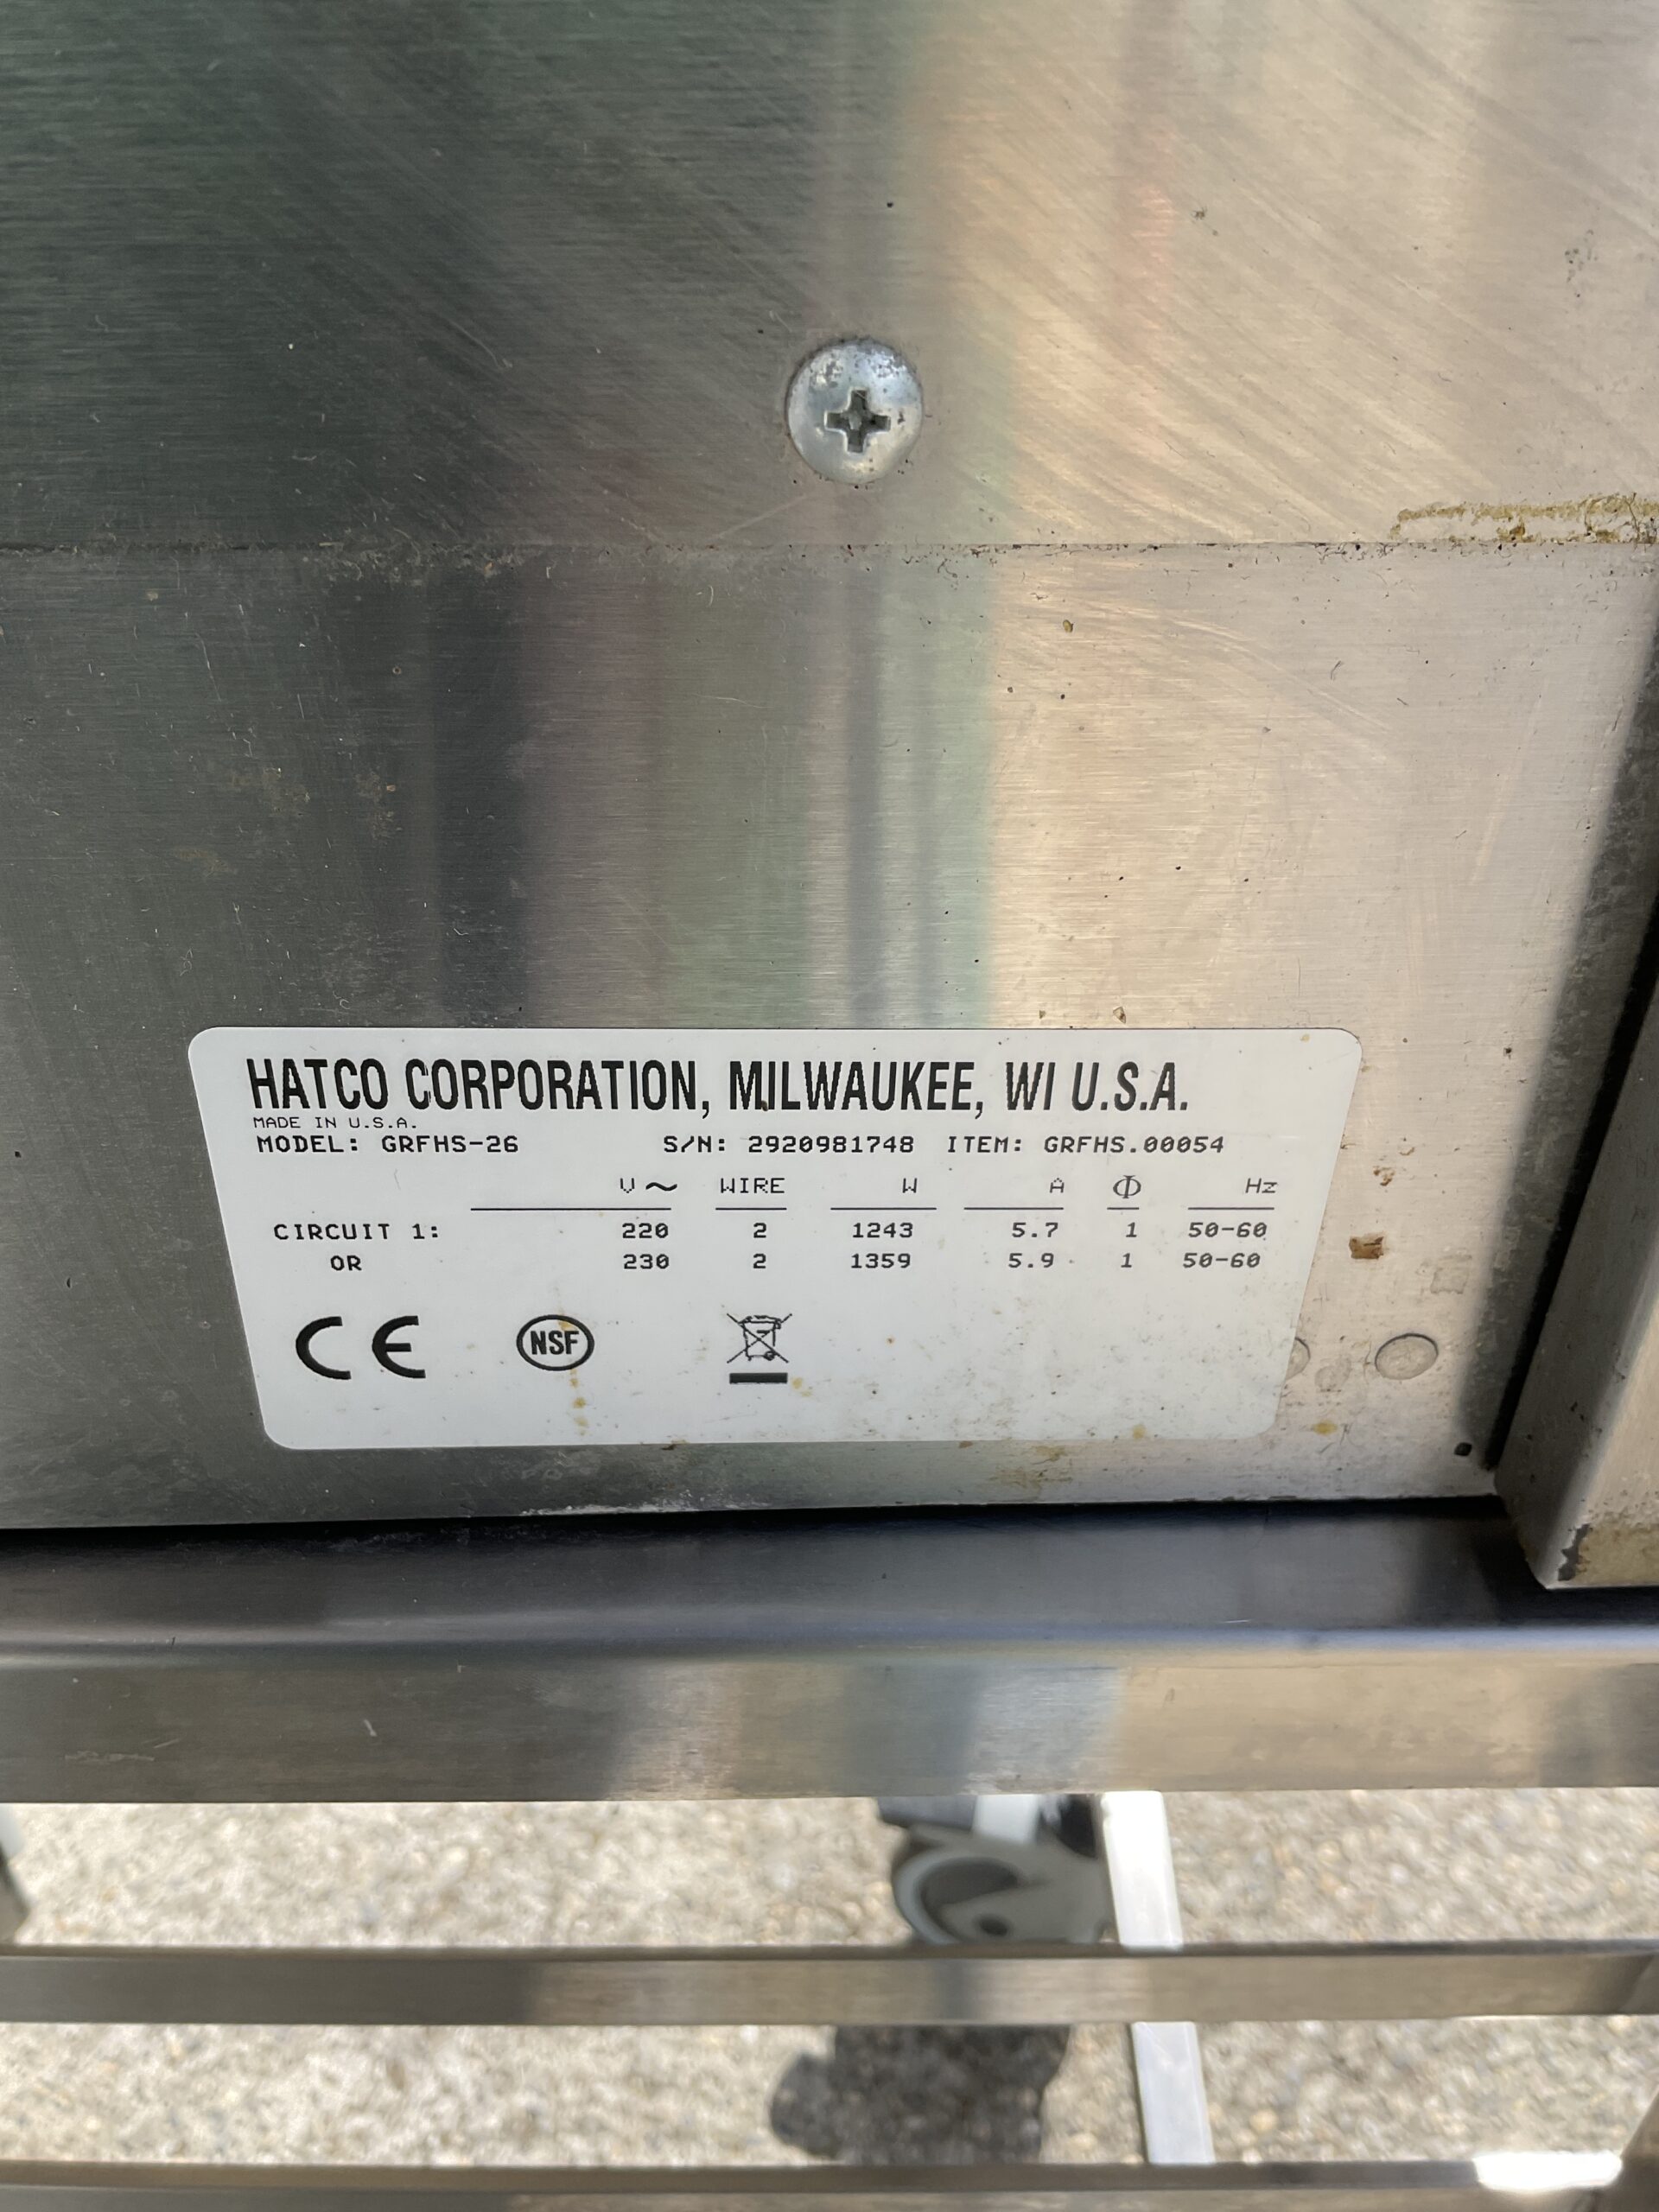 HATCO CORPORATION, MILWAUKEE, WI U.S.A.
MADE IN U.S.A.
MODEL: GRFHS-26 S/N: 2920981748 ITEM: GRFHS.00054
V~ WIRE W A Φ Hz
CIRCUIT 1: 220 2 1243 5.7 1 50-60
OR 230 2 1359 5.9 1 50-60
CE NSF